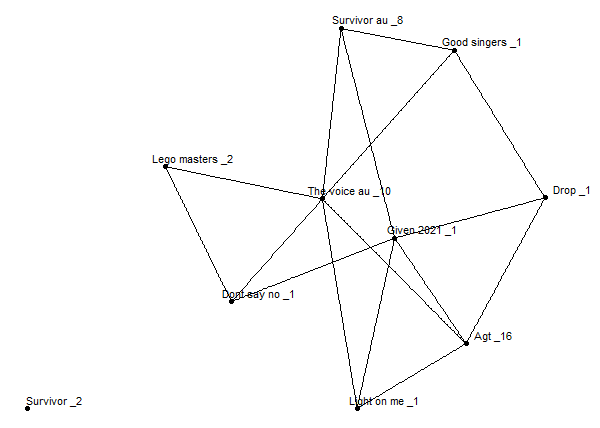 Survivor au _8
Good singers _1
Lego masters _2
The voice au _10
Drop _1
Given 2021 _1
Dont say no _1
Agt _16
Survivor _2
Light on me _1